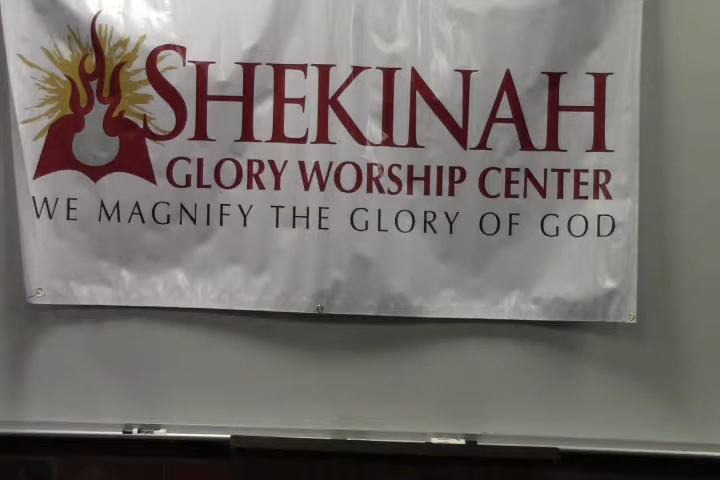 SHEKINAH
GLORY WORSHIP CENTER
WE MAGNIFY THE GLORY OF GOD